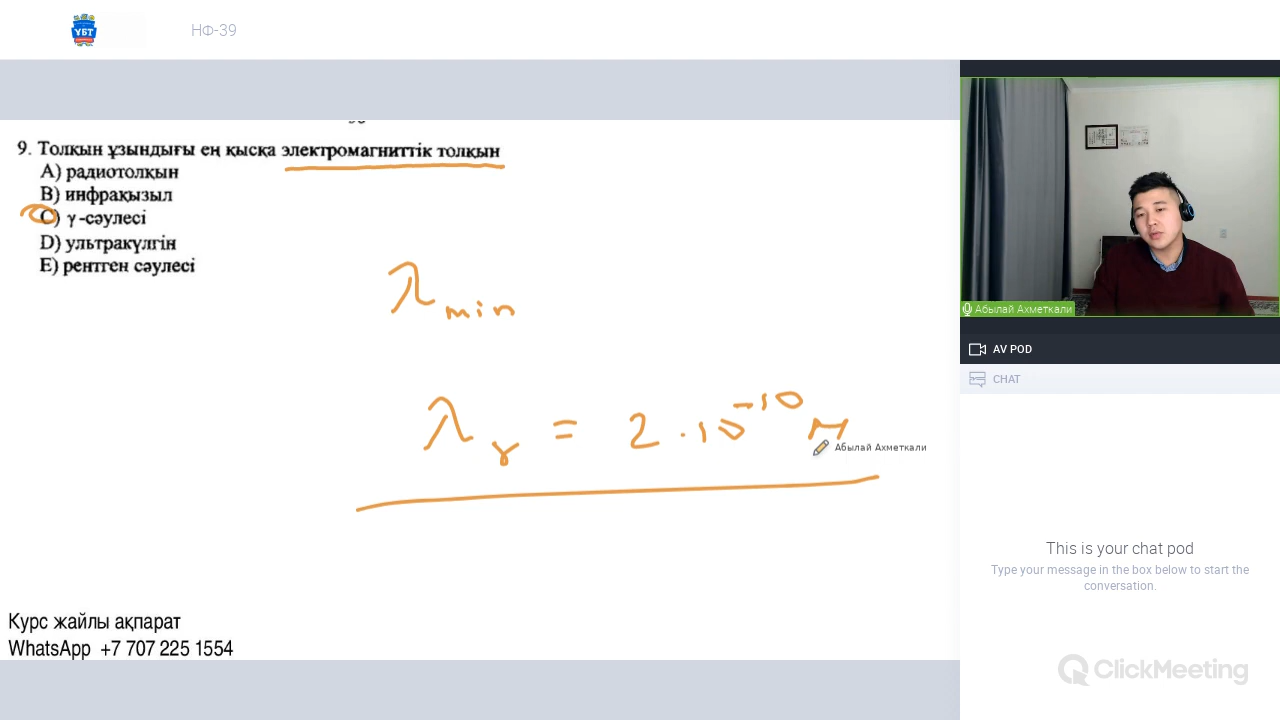 ҰБТ
НФ-39
9. Толқын ұзындығы ең қысқа электромагниттік толқын
A) радиотолқын
B) инфрақызыл
C) γ-сәулесі
D) ультракүлгін
E) рентген сәулесі
λ min
λ γ = 2 · 10⁻¹⁰ м
Абылай Ахметкали
Курс жайлы ақпарат
WhatsApp +7 707 225 1554
Абылай Ахметкали
AV POD
CHAT
This is your chat pod
Type your message in the box below to start the
conversation.
ClickMeeting